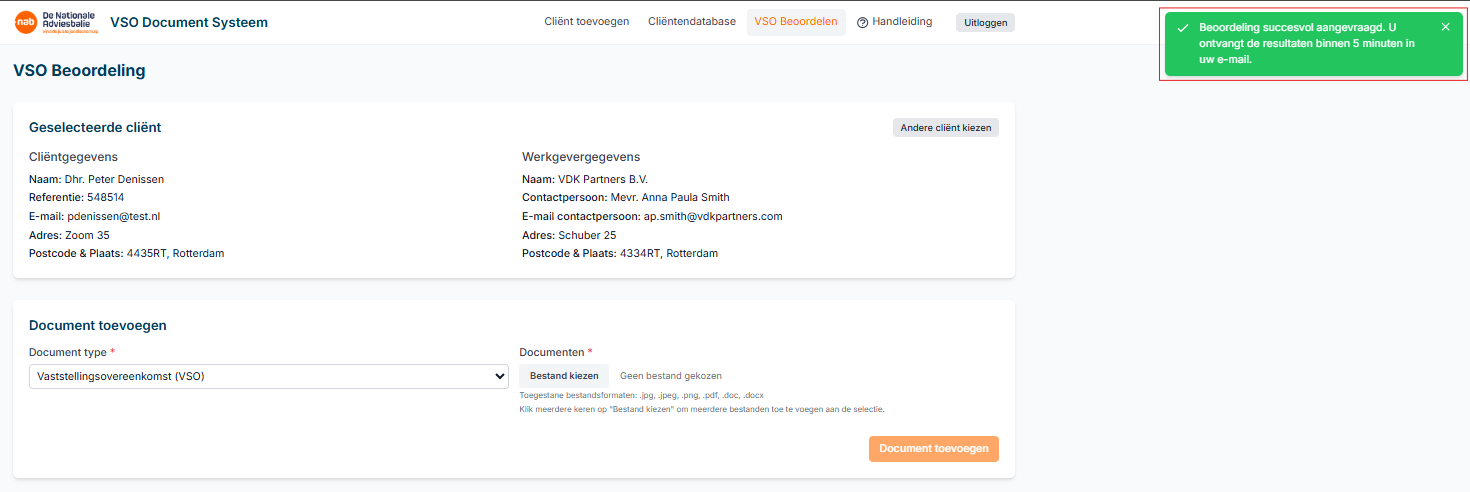 nab De Nationale
Adviesbalie
VSO Document Systeem
Cliënt toevoegen
Cliëntendatabase
VSO Beoordelen
Handleiding
Uitloggen
Beoordeling succesvol aangevraagd. U
ontvangt de resultaten binnen 5 minuten in
uw e-mail.
VSO Beoordeling
Geselecteerde cliënt
Andere cliënt kiezen
Cliëntgegevens
Naam: Dhr. Peter Denissen
Referentie: 548514
E-mail: pdenissen@test.nl
Adres: Zoom 35
Postcode & Plaats: 4435RT, Rotterdam
Werkgevergegevens
Naam: VDK Partners B.V.
Contactpersoon: Mevr. Anna Paula Smith
E-mail contactpersoon: ap.smith@vdkpartners.com
Adres: Schuber 25
Postcode & Plaats: 4334RT, Rotterdam
Document toevoegen
Document type *
Vaststellingsovereenkomst (VSO)
Documenten *
Bestand kiezen Geen bestand gekozen
Toegestane bestandsformaten: .jpg, .jpeg, .png, .pdf, .doc, .docx
Klik meerdere keren op "Bestand kiezen" om meerdere bestanden toe te voegen aan de selectie.
Document toevoegen